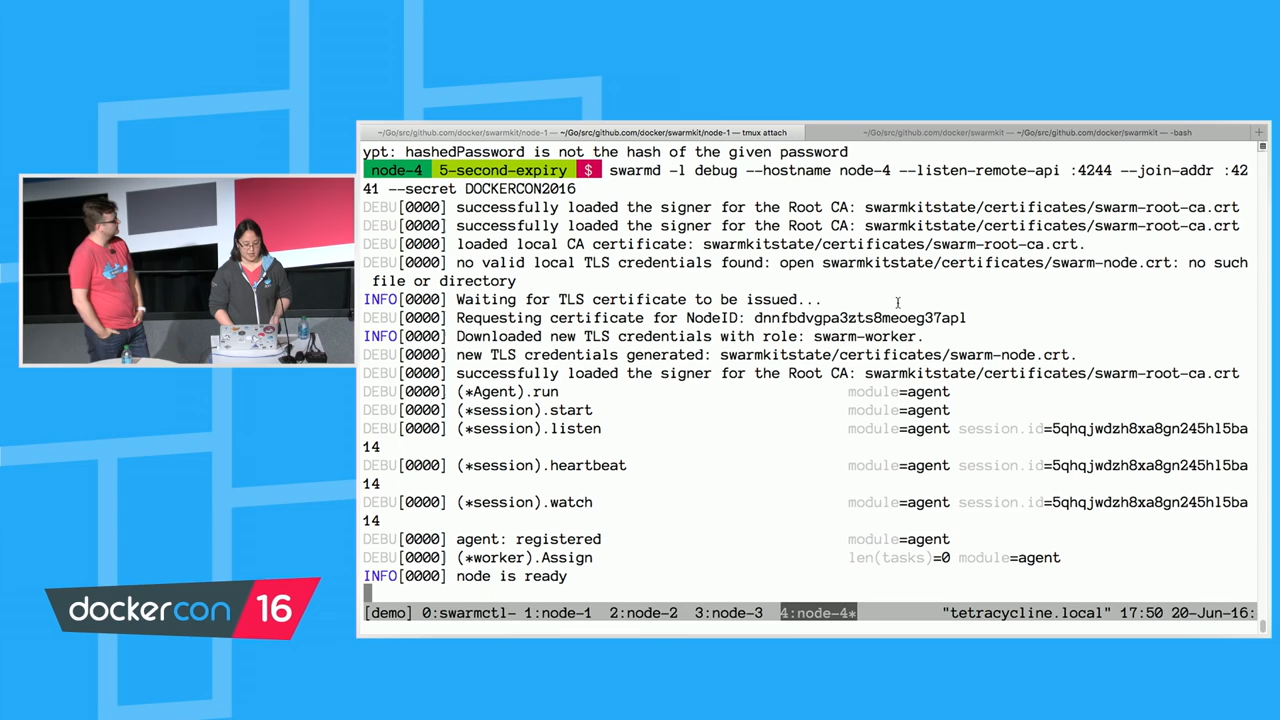 ~/Go/src/github.com/docker/swarmkit/node-1 — ~/Go/src/github.com/docker/swarmkit/node-1 — tmux attach
~/Go/src/github.com/docker/swarmkit — ~/Go/src/github.com/docker/swarmkit — -bash
+
ypt: hashedPassword is not the hash of the given password
node-4 5-second-expiry $ swarmd -l debug --hostname node-4 --listen-remote-api :4244 --join-addr :42
41 --secret DOCKERCON2016
DEBU[0000] successfully loaded the signer for the Root CA: swarmkitstate/certificates/swarm-root-ca.crt
DEBU[0000] successfully loaded the signer for the Root CA: swarmkitstate/certificates/swarm-root-ca.crt
DEBU[0000] loaded local CA certificate: swarmkitstate/certificates/swarm-root-ca.crt.
DEBU[0000] no valid local TLS credentials found: open swarmkitstate/certificates/swarm-node.crt: no such
file or directory
INFO[0000] Waiting for TLS certificate to be issued...
DEBU[0000] Requesting certificate for NodeID: dnnfbdvgpa3zts8meoeg37apl
INFO[0000] Downloaded new TLS credentials with role: swarm-worker.
DEBU[0000] new TLS credentials generated: swarmkitstate/certificates/swarm-node.crt.
DEBU[0000] successfully loaded the signer for the Root CA: swarmkitstate/certificates/swarm-root-ca.crt
DEBU[0000] (*Agent).run module=agent
DEBU[0000] (*session).start module=agent
DEBU[0000] (*session).listen module=agent session.id=5qhqjwdzh8xa8gn245hl5ba
14
DEBU[0000] (*session).heartbeat module=agent session.id=5qhqjwdzh8xa8gn245hl5ba
14
DEBU[0000] (*session).watch module=agent session.id=5qhqjwdzh8xa8gn245hl5ba
14
DEBU[0000] agent: registered module=agent
DEBU[0000] (*worker).Assign len(tasks)=0 module=agent
INFO[0000] node is ready
[demo] 0:swarmctl- 1:node-1 2:node-2 3:node-3 4:node-4* "tetracycline.local" 17:50 20-Jun-16:
dockercon 16